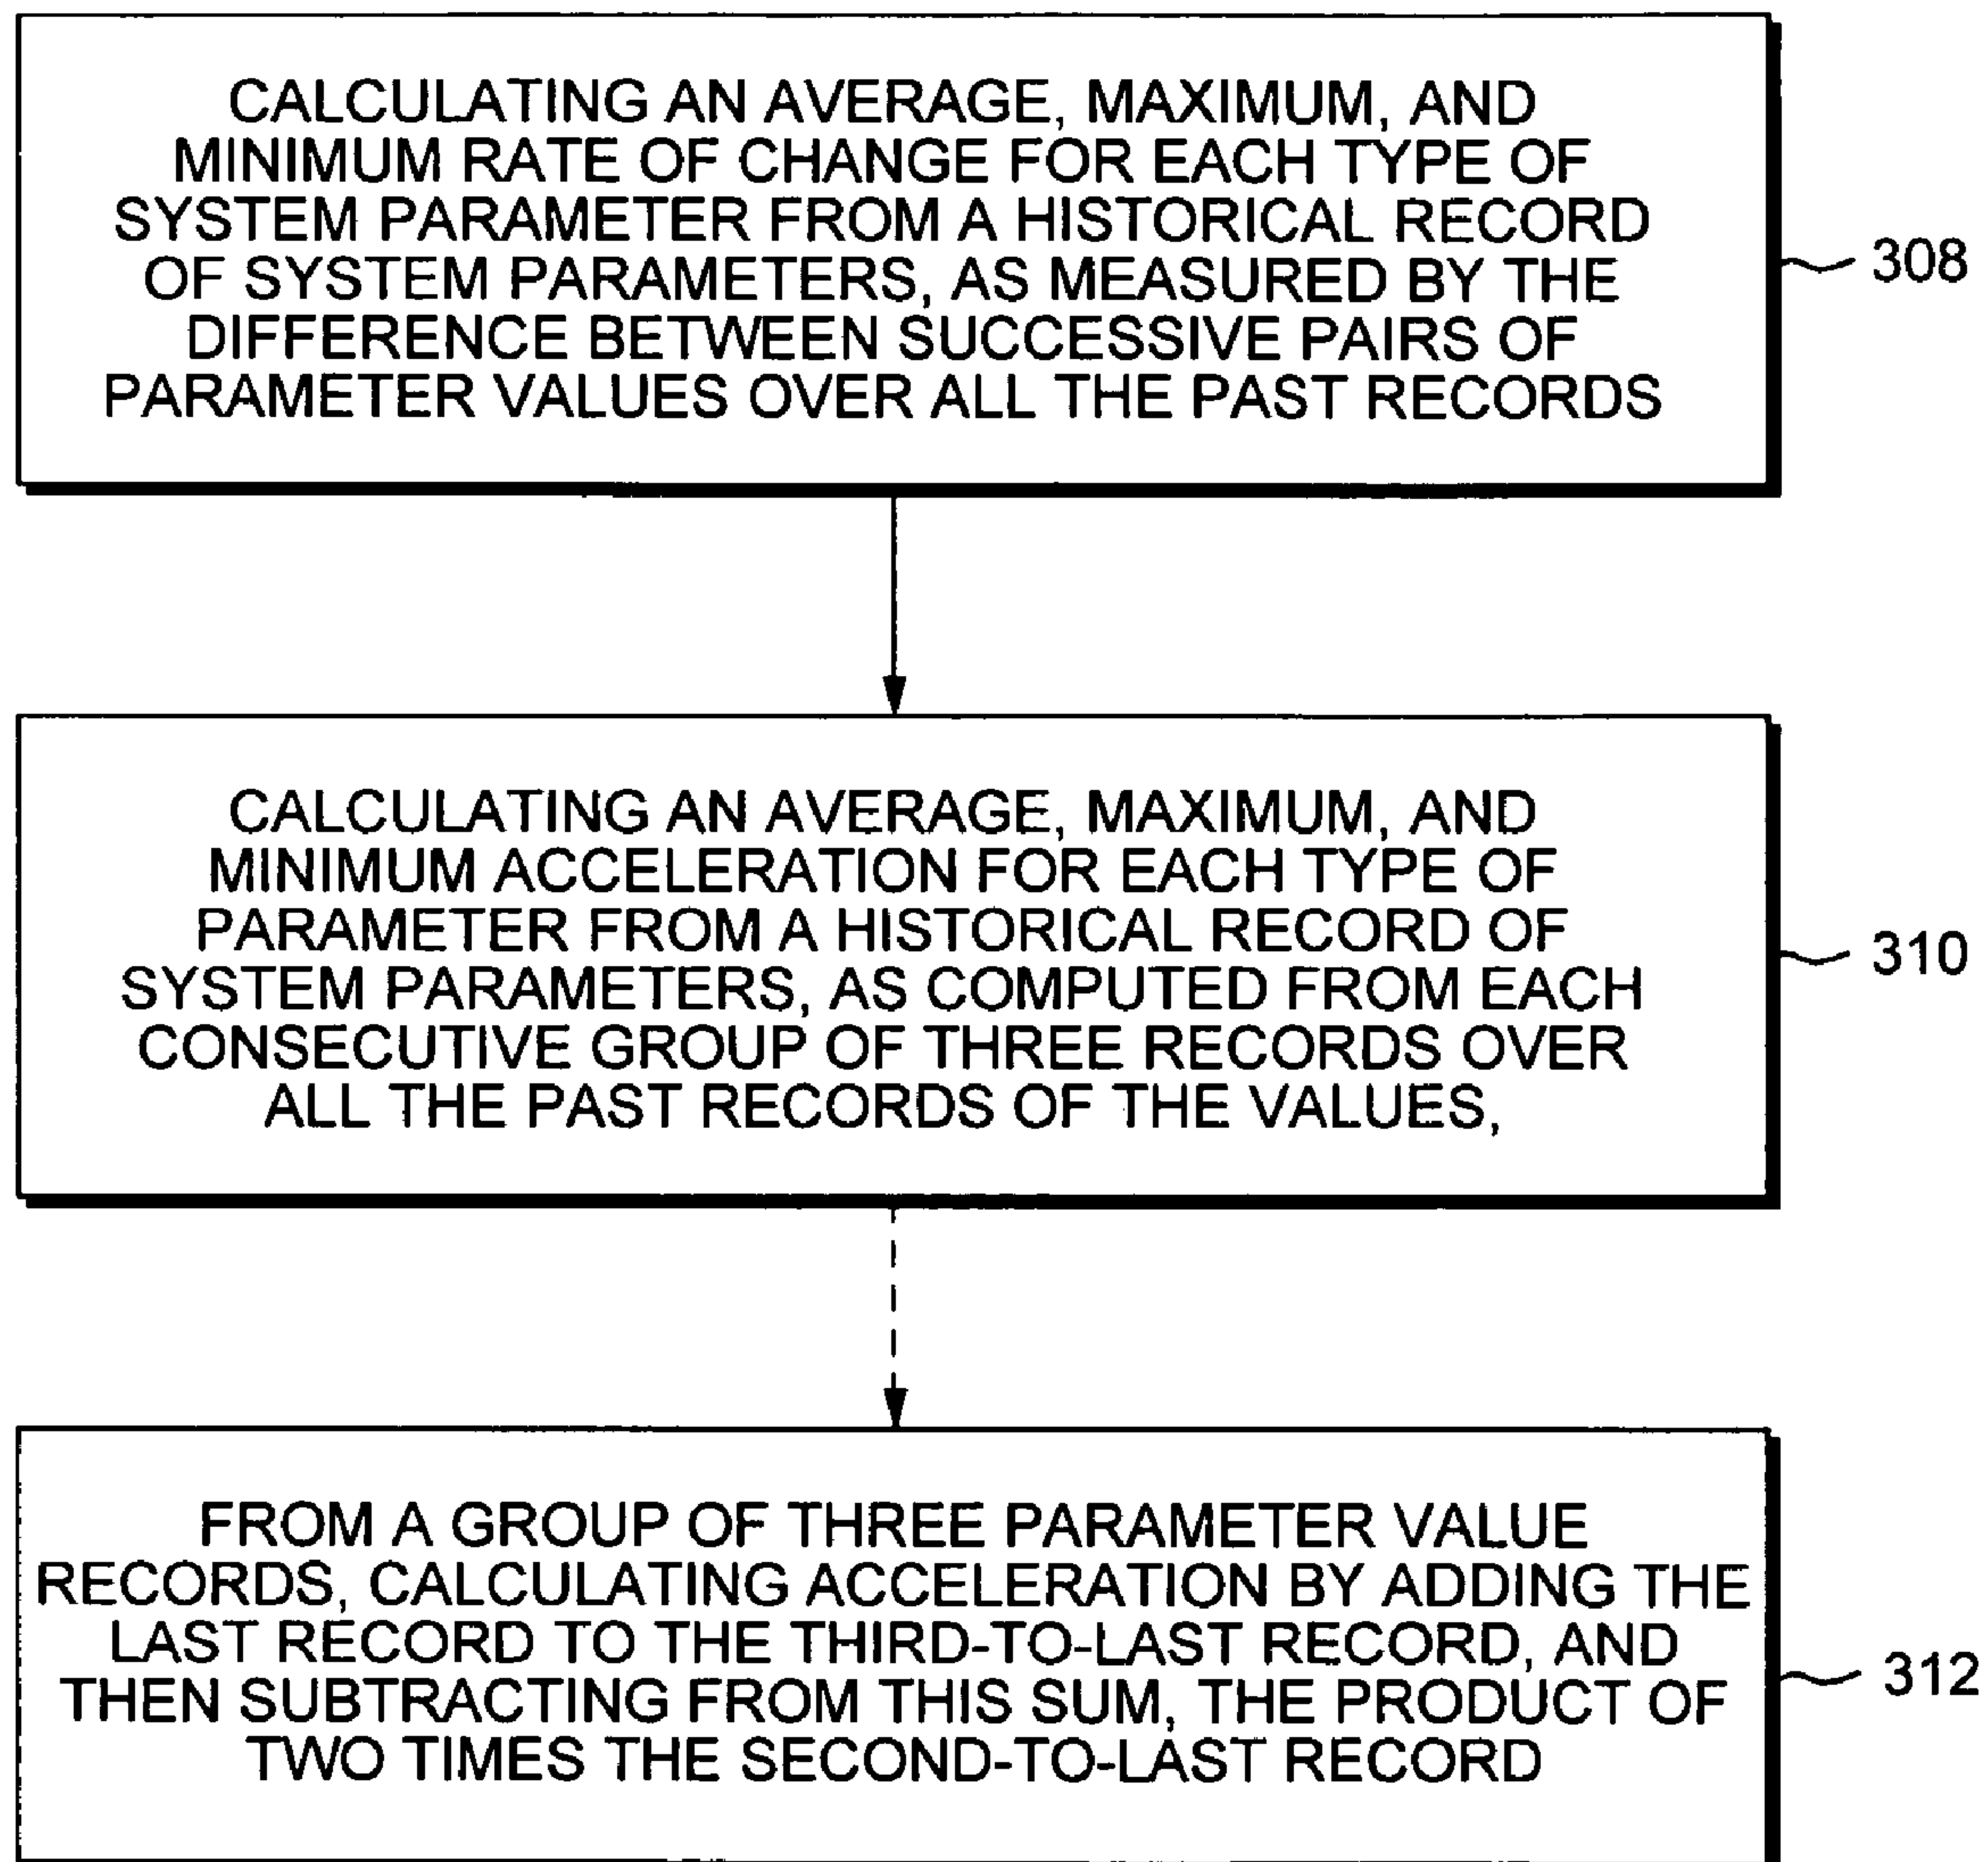 CALCULATING AN AVERAGE, MAXIMUM, AND
MINIMUM RATE OF CHANGE FOR EACH TYPE OF
SYSTEM PARAMETER FROM A HISTORICAL RECORD
OF SYSTEM PARAMETERS, AS MEASURED BY THE
DIFFERENCE BETWEEN SUCCESSIVE PAIRS OF
PARAMETER VALUES OVER ALL THE PAST RECORDS
308
CALCULATING AN AVERAGE, MAXIMUM, AND
MINIMUM ACCELERATION FOR EACH TYPE OF
PARAMETER FROM A HISTORICAL RECORD OF
SYSTEM PARAMETERS, AS COMPUTED FROM EACH
CONSECUTIVE GROUP OF THREE RECORDS OVER
ALL THE PAST RECORDS OF THE VALUES,
310
FROM A GROUP OF THREE PARAMETER VALUE
RECORDS, CALCULATING ACCELERATION BY ADDING THE
LAST RECORD TO THE THIRD-TO-LAST RECORD, AND
THEN SUBTRACTING FROM THIS SUM, THE PRODUCT OF
TWO TIMES THE SECOND-TO-LAST RECORD
312